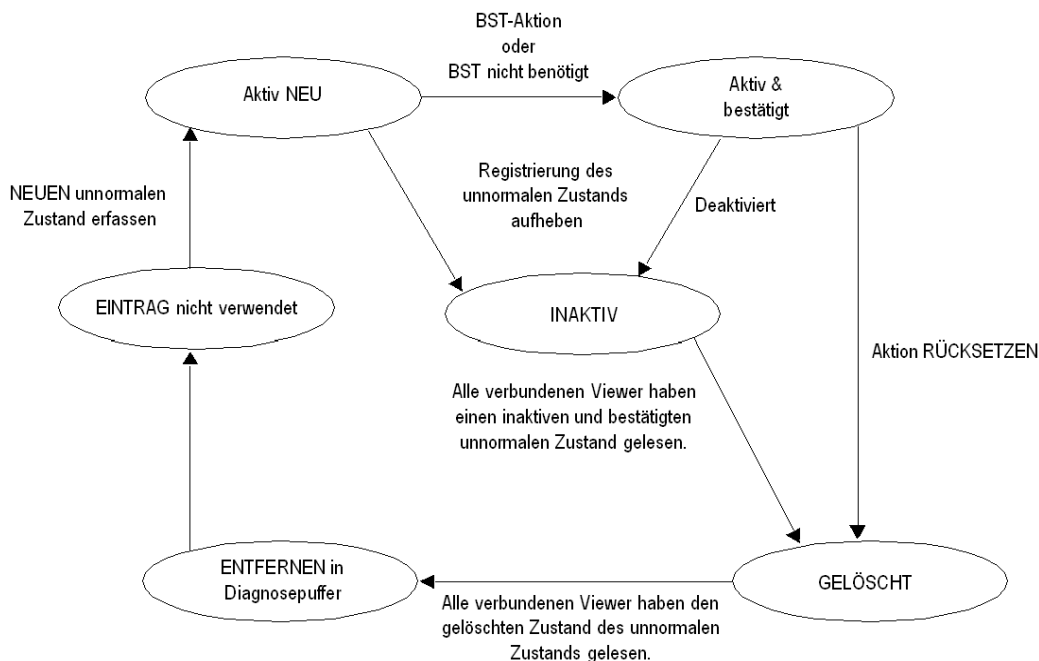 BST-Aktion
oder
BST nicht benötigt
Aktiv NEU
Aktiv &
bestätigt
NEUEN unnormalen
Zustand erfassen
Registrierung des
unnormalen Zustands
aufheben
Deaktiviert
EINTRAG nicht verwendet
INAKTIV
Aktion RÜCKSETZEN
Alle verbundenen Viewer haben
einen inaktiven und bestätigten
unnormalen Zustand gelesen.
ENTFERNEN in
Diagnosepuffer
GELÖSCHT
Alle verbundenen Viewer haben den
gelöschten Zustand des unnormalen
Zustands gelesen.